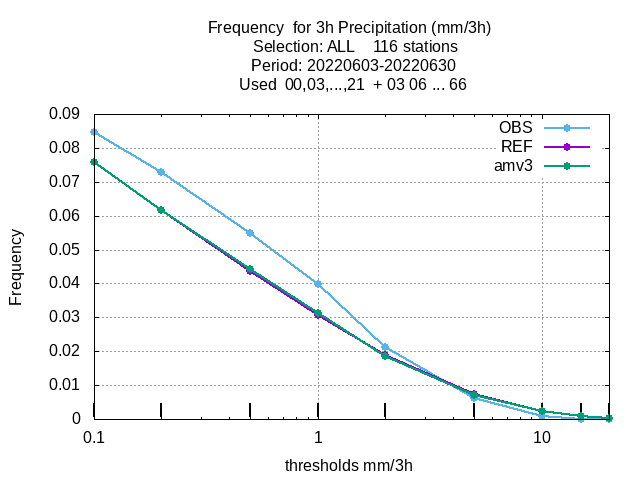 Frequency  for 3h Precipitation (mm/3h)
Selection: ALL    116 stations
Period: 20220603-20220630
Used  00,03,...,21  + 03 06 ... 66
OBS
REF
amv3
0.09
0.08
0.07
0.06
0.05
0.04
0.03
0.02
0.01
0
Frequency
0.1
1
10
thresholds mm/3h